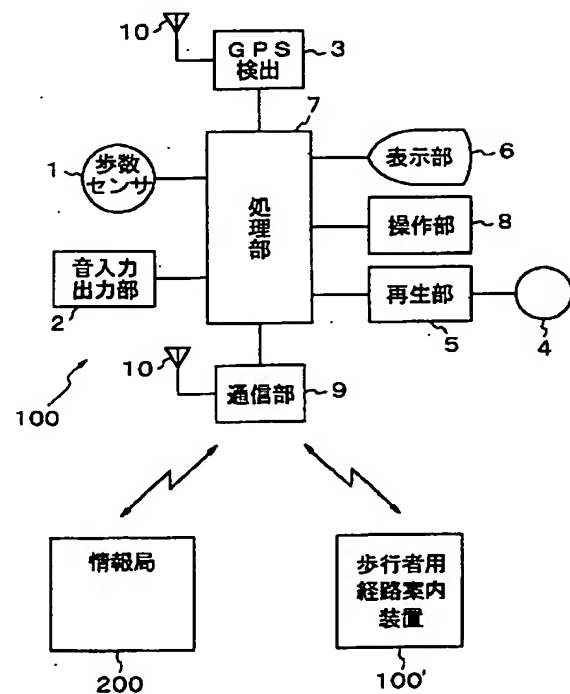 10
GPS
検出
3
7
1
歩数
センサ
処理部
表示部
6
操作部
8
音入力
出力部
2
再生部
5
4
10
通信部
9
100
情報局
200
歩行者用
経路案内
装置
100'